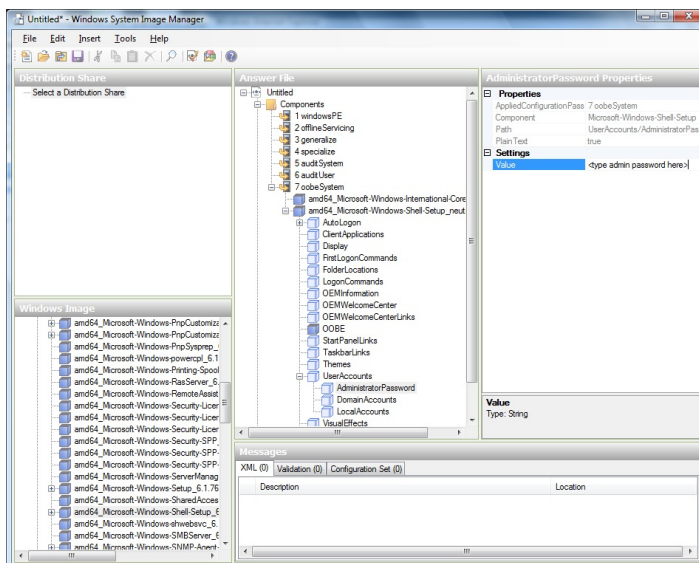 Untitled* - Windows System Image Manager
File Edit Insert Tools Help
Distribution Share
Select a Distribution Share
Windows Image
amd64_Microsoft-Windows-PnpCustomiza
amd64_Microsoft-Windows-PnpCustomiza
amd64_Microsoft-Windows-PnpSysprep_
amd64_Microsoft-Windows-powercpl_6.1
amd64_Microsoft-Windows-Printing-Spool
amd64_Microsoft-Windows-RasServer_6.
amd64_Microsoft-Windows-RemoteAssist
amd64_Microsoft-Windows-Security-Licer
amd64_Microsoft-Windows-Security-Licer
amd64_Microsoft-Windows-Security-Licer
amd64_Microsoft-Windows-Security-SPP_
amd64_Microsoft-Windows-Security-SPP-
amd64_Microsoft-Windows-Security-SPP-
amd64_Microsoft-Windows-ServerManag
amd64_Microsoft-Windows-Setup_6.1.76
amd64_Microsoft-Windows-SharedAcces
amd64_Microsoft-Windows-Shell-Setup_6
amd64_Microsoft-Windows-shwebsvc_6.
amd64_Microsoft-Windows-SMBServer_6
amd64_Microsoft-Windows-SNMP-Agent-
Answer File
Untitled
Components
1 windowsPE
2 offlineServicing
3 generalize
4 specialize
5 auditSystem
6 auditUser
7 oobeSystem
amd64_Microsoft-Windows-International-Core
amd64_Microsoft-Windows-Shell-Setup_neut
AutoLogon
ClientApplications
Display
FirstLogonCommands
FolderLocations
LogonCommands
OEMInformation
OEMWelcomeCenter
OEMWelcomeCenterLinks
OOBE
StartPanelLinks
TaskbarLinks
Themes
UserAccounts
AdministratorPassword
DomainAccounts
LocalAccounts
VisualEffects
AdministratorPassword Properties
Properties
AppliedConfigurationPass 7 oobeSystem
Component Microsoft-Windows-Shell-Setup
Path UserAccounts/AdministratorPas
PlainText true
Settings
Value <type admin password here>
Value
Type: String
Messages
XML (0) Validation (0) Configuration Set (0)
Description Location